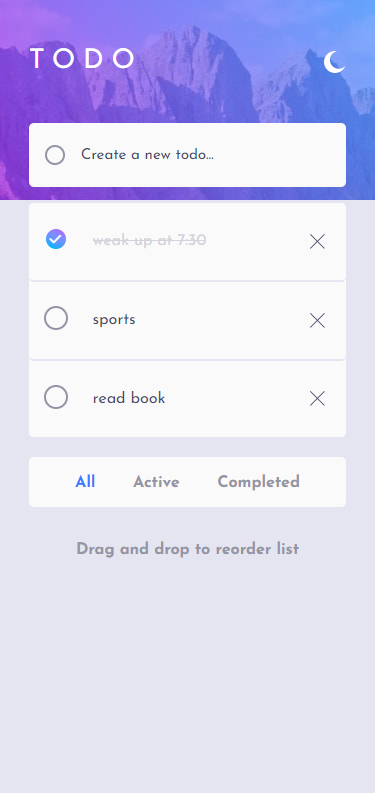 TODO
Create a new todo...
weak up at 7:30
sports
read book
All Active Completed
Drag and drop to reorder list